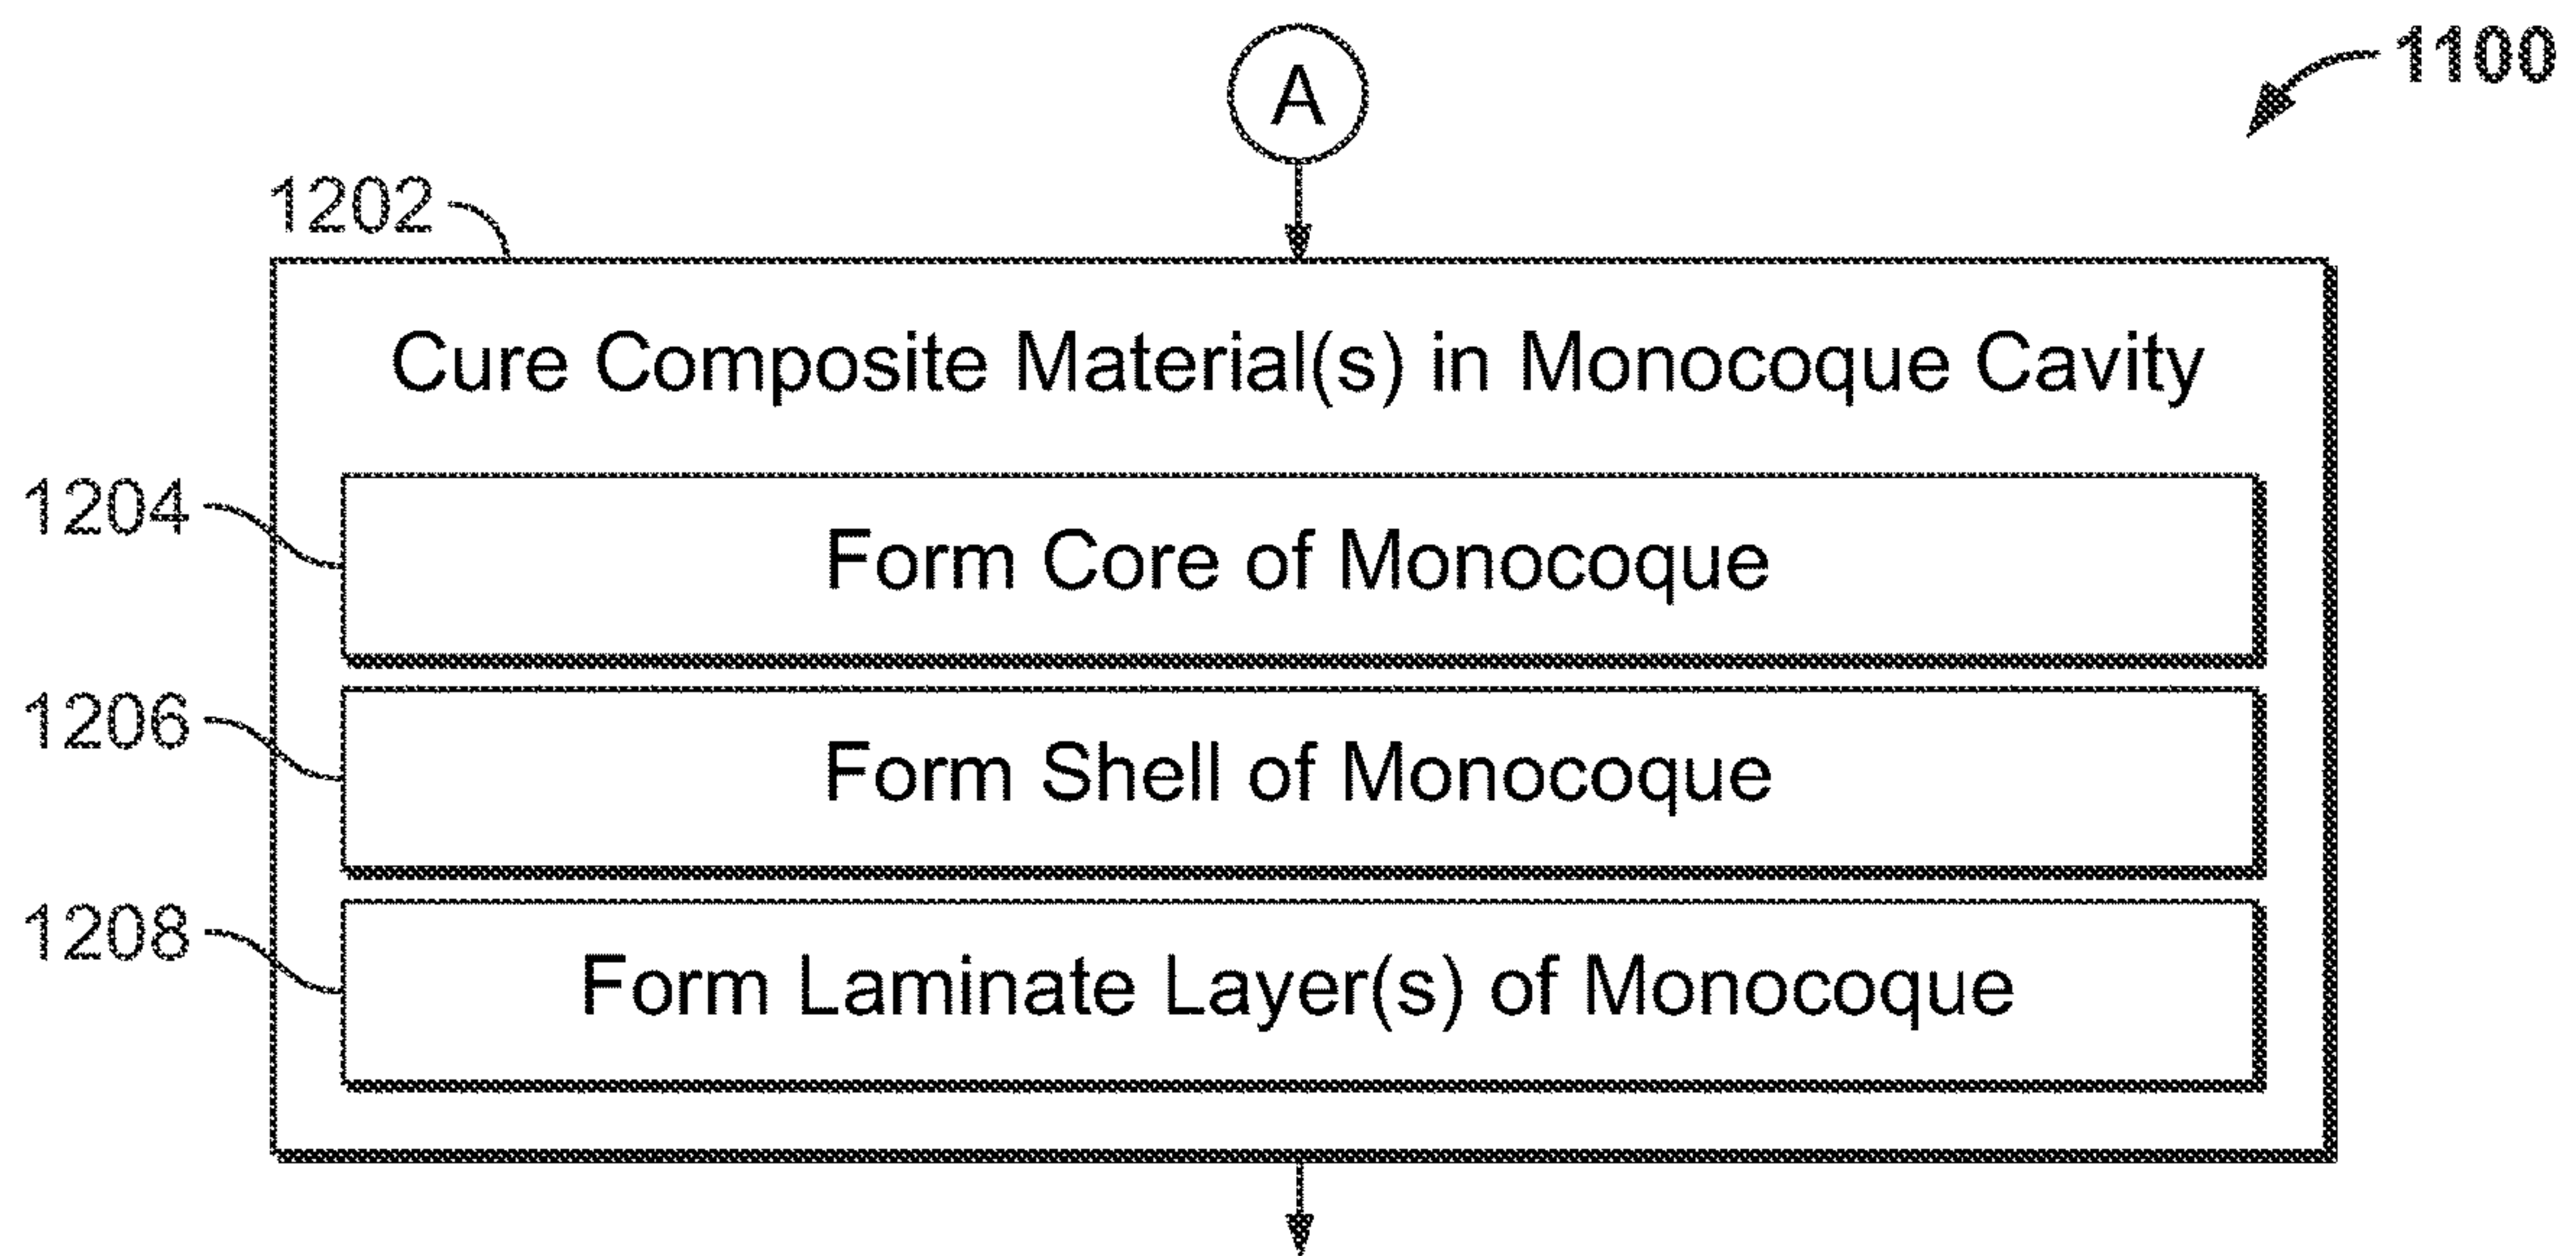 A
1100
1202
Cure Composite Material(s) in Monocoque Cavity
1204
Form Core of Monocoque
1206
Form Shell of Monocoque
1208
Form Laminate Layer(s) of Monocoque